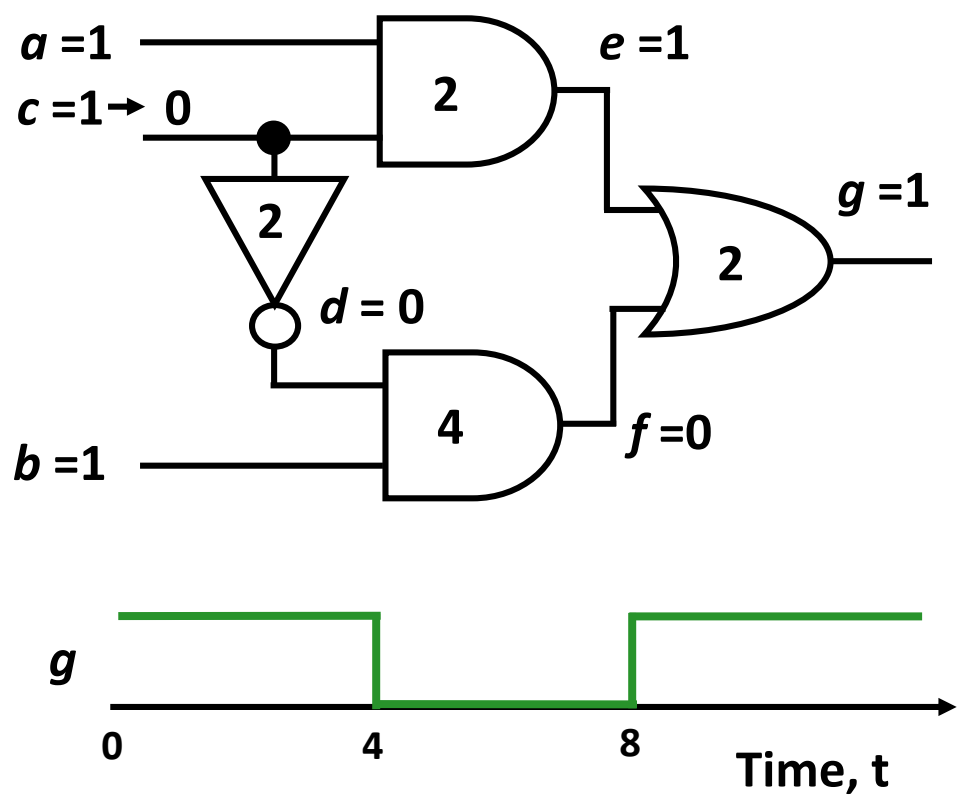 a =1
e =1
c =1→ 0
2
g =1
2
2
d = 0
4
f =0
b =1
g
0
4
8
Time, t